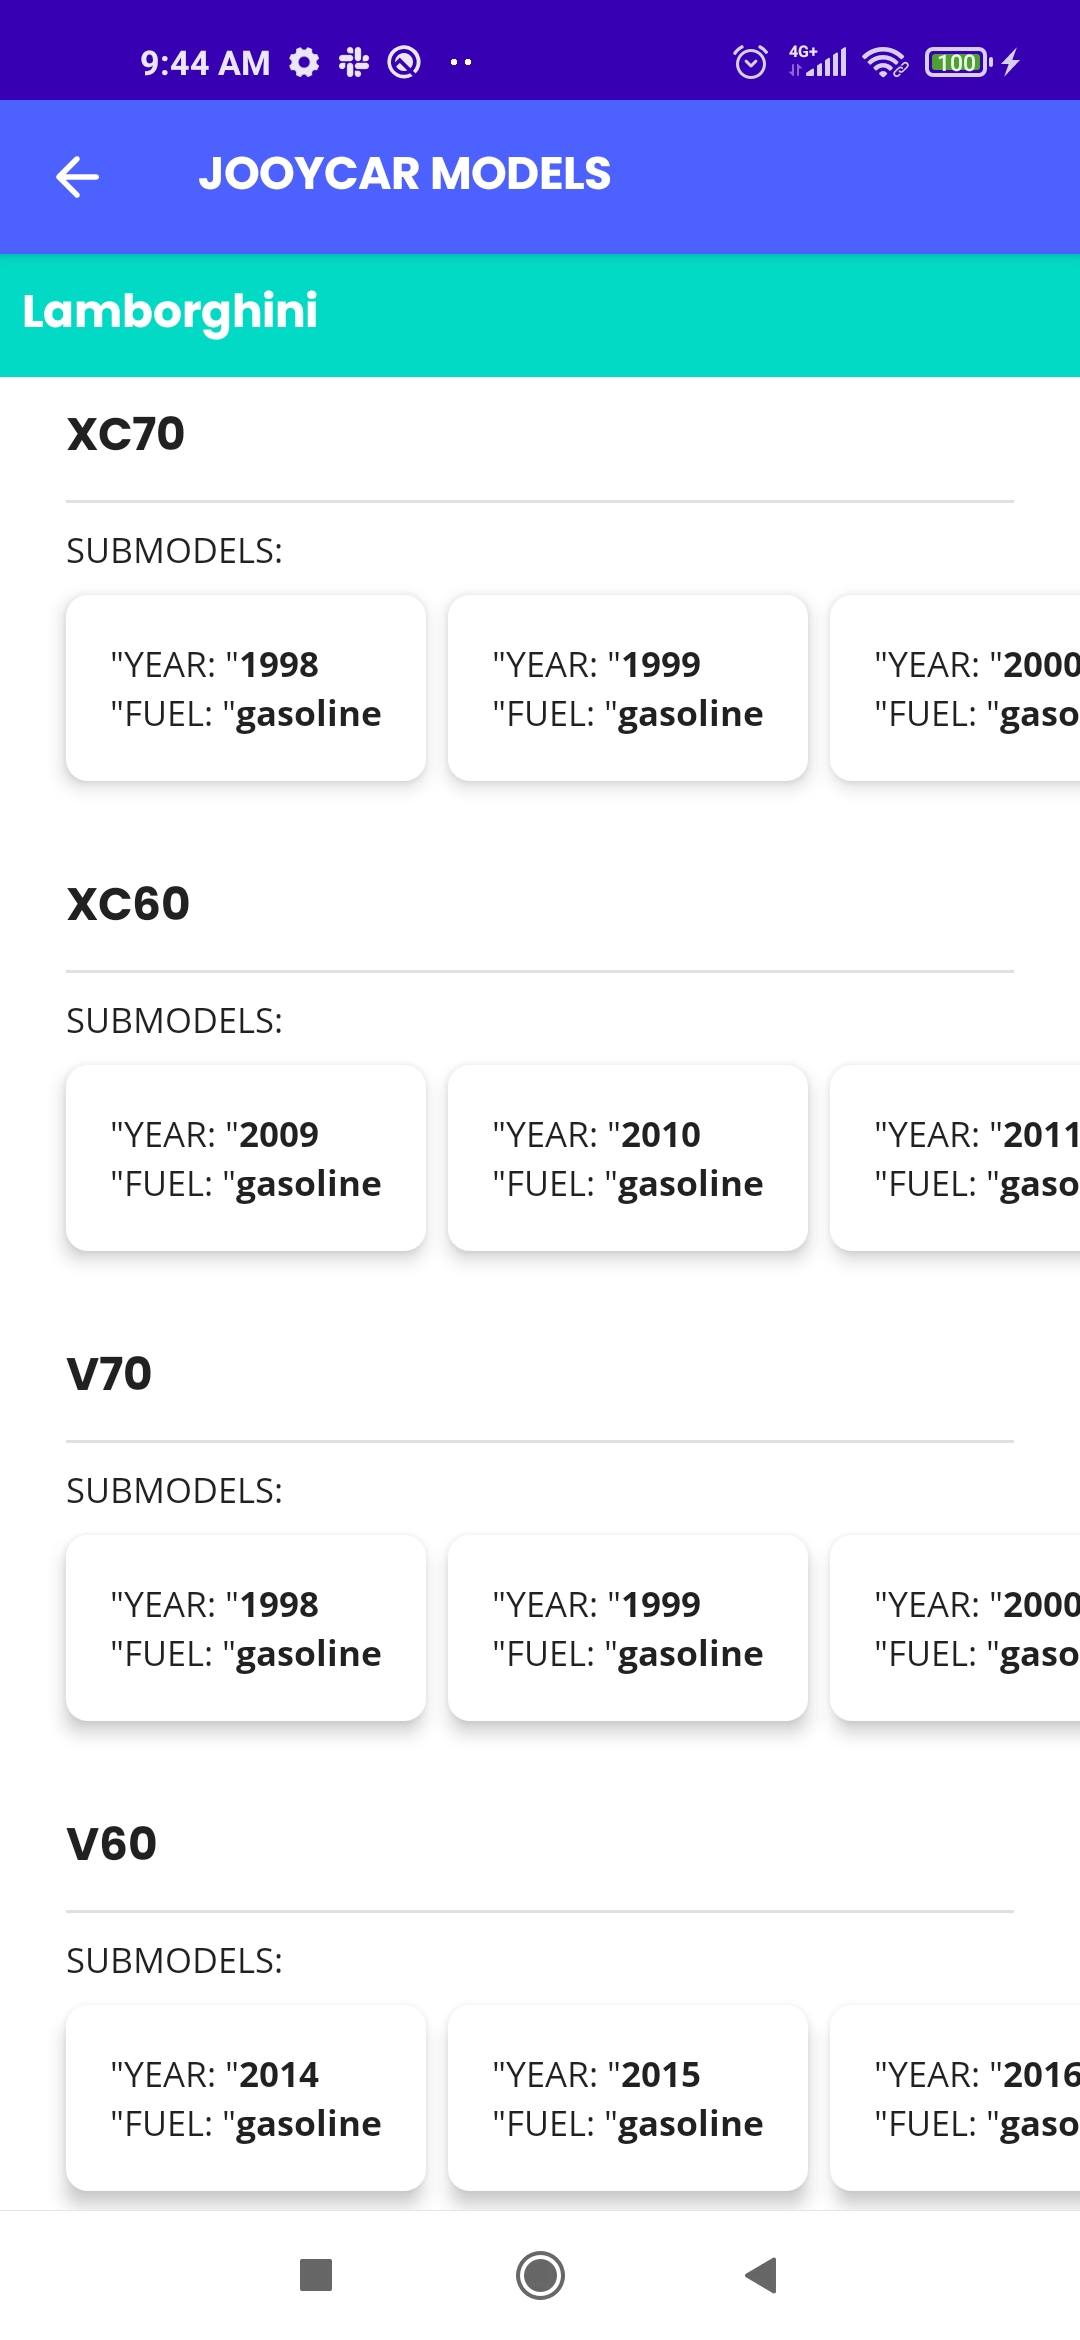 9:44 AM 4G+ 100
JOOYCAR MODELS
Lamborghini
XC70
SUBMODELS:
"YEAR: "1998 "YEAR: "1999 "YEAR: "2000
"FUEL: "gasoline "FUEL: "gasoline "FUEL: "gaso
XC60
SUBMODELS:
"YEAR: "2009 "YEAR: "2010 "YEAR: "2011
"FUEL: "gasoline "FUEL: "gasoline "FUEL: "gaso
V70
SUBMODELS:
"YEAR: "1998 "YEAR: "1999 "YEAR: "2000
"FUEL: "gasoline "FUEL: "gasoline "FUEL: "gaso
V60
SUBMODELS:
"YEAR: "2014 "YEAR: "2015 "YEAR: "2016
"FUEL: "gasoline "FUEL: "gasoline "FUEL: "gaso